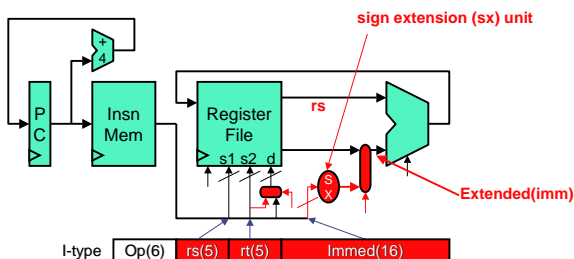 sign extension (sx) unit
+
4
P
C
Insn
Mem
Register
File
s1 s2 d
rs
S
X
Extended(imm)
I-type Op(6) rs(5) rt(5) Immed(16)